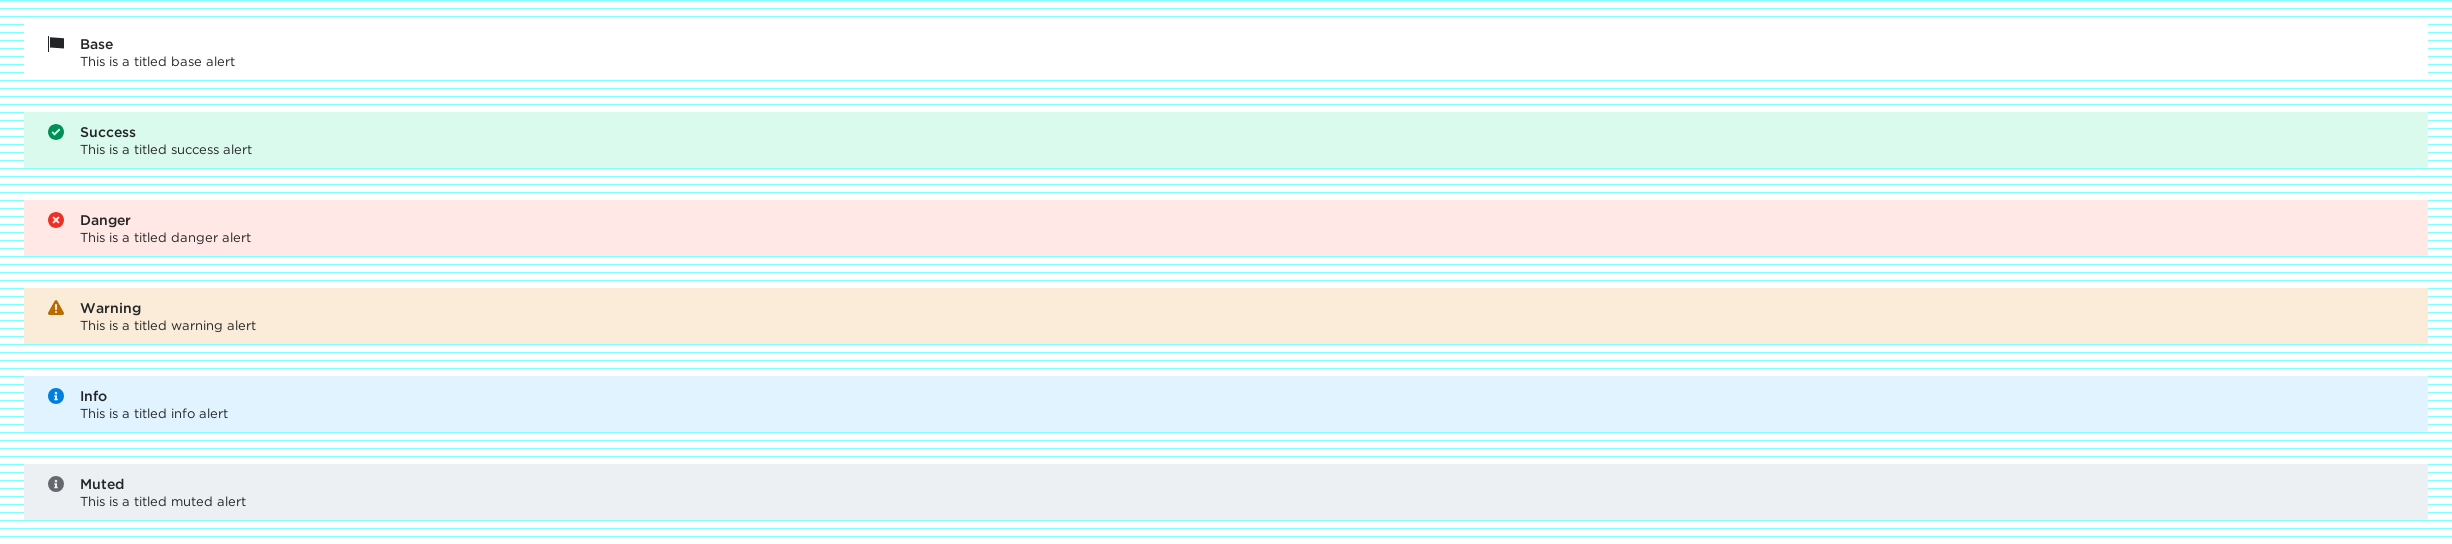 Base
This is a titled base alert
Success
This is a titled success alert
Danger
This is a titled danger alert
Warning
This is a titled warning alert
Info
This is a titled info alert
Muted
This is a titled muted alert